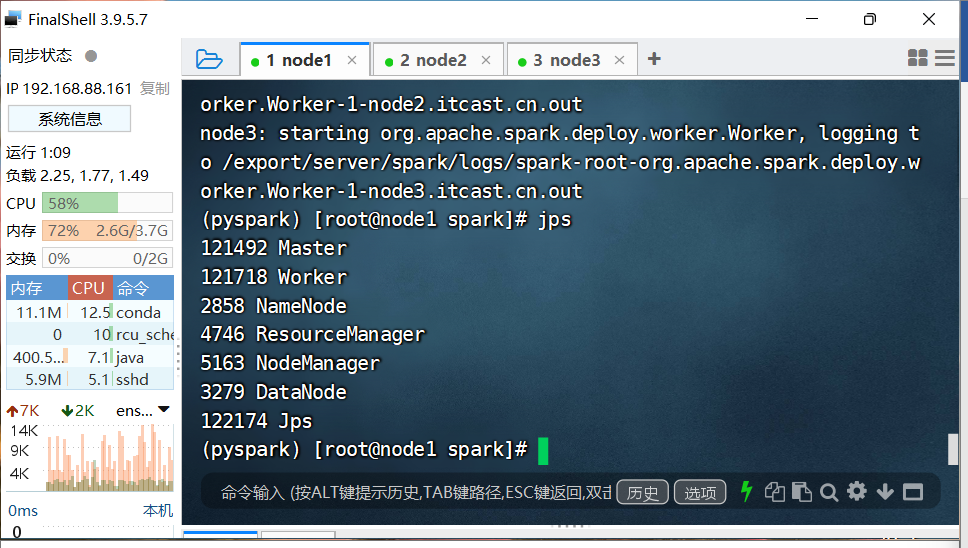 FinalShell 3.9.5.7
同步状态
1 node1
2 node2
3 node3
IP 192.168.88.161 复制
系统信息
运行 1:09
负载 2.25, 1.77, 1.49
CPU 58%
内存 72% 2.6G/3.7G
交换 0% 0/2G
内存 CPU 命令
11.1M 12.5 conda
0 10 rcu_sche
400.5... 7.1 java
5.9M 5.1 sshd
7K 2K ens...
14K
9K
4K
0ms 本机
0
orker.Worker-1-node2.itcast.cn.out
node3: starting org.apache.spark.deploy.worker.Worker, logging t
o /export/server/spark/logs/spark-root-org.apache.spark.deploy.w
orker.Worker-1-node3.itcast.cn.out
(pyspark) [root@node1 spark]# jps
121492 Master
121718 Worker
2858 NameNode
4746 ResourceManager
5163 NodeManager
3279 DataNode
122174 Jps
(pyspark) [root@node1 spark]#
命令输入 (按ALT键提示历史,TAB键路径,ESC键返回,双击 历史 选项